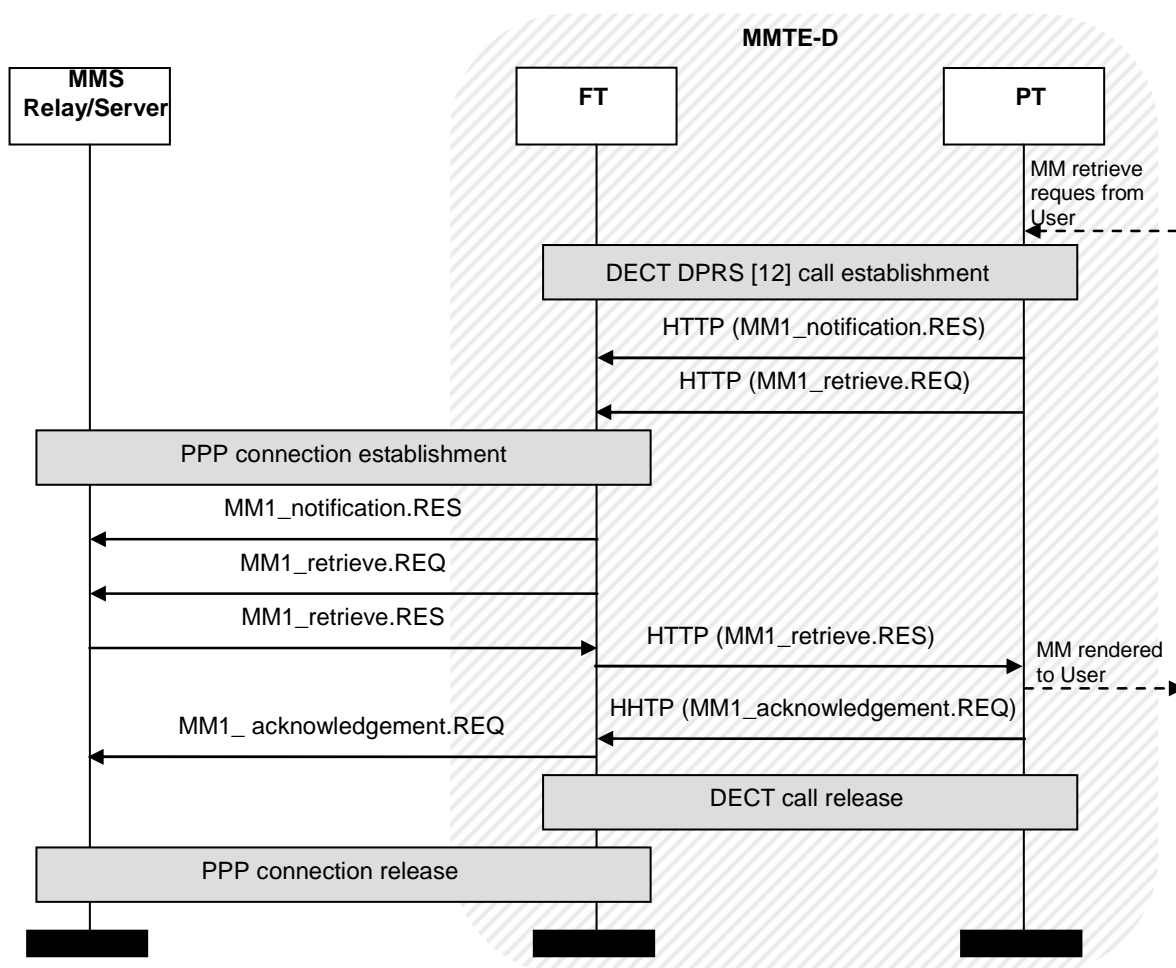 MMTE-D
MMS
Relay/Server
FT
PT
MM retrieve
reques from
User
DECT DPRS [12] call establishment
HTTP (MM1_notification.RES)
HTTP (MM1_retrieve.REQ)
PPP connection establishment
MM1_notification.RES
MM1_retrieve.REQ
MM1_retrieve.RES
HTTP (MM1_retrieve.RES)
MM rendered
to User
HHTP (MM1_acknowledgement.REQ)
MM1_ acknowledgement.REQ
DECT call release
PPP connection release